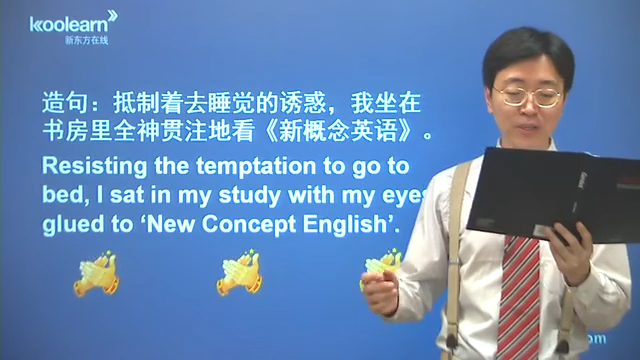 koolearn
新东方在线
造句：抵制着去睡觉的诱惑，我坐在
书房里全神贯注地看《新概念英语》。
Resisting the temptation to go to
bed, I sat in my study with my eyes
glued to ‘New Concept English’.
om